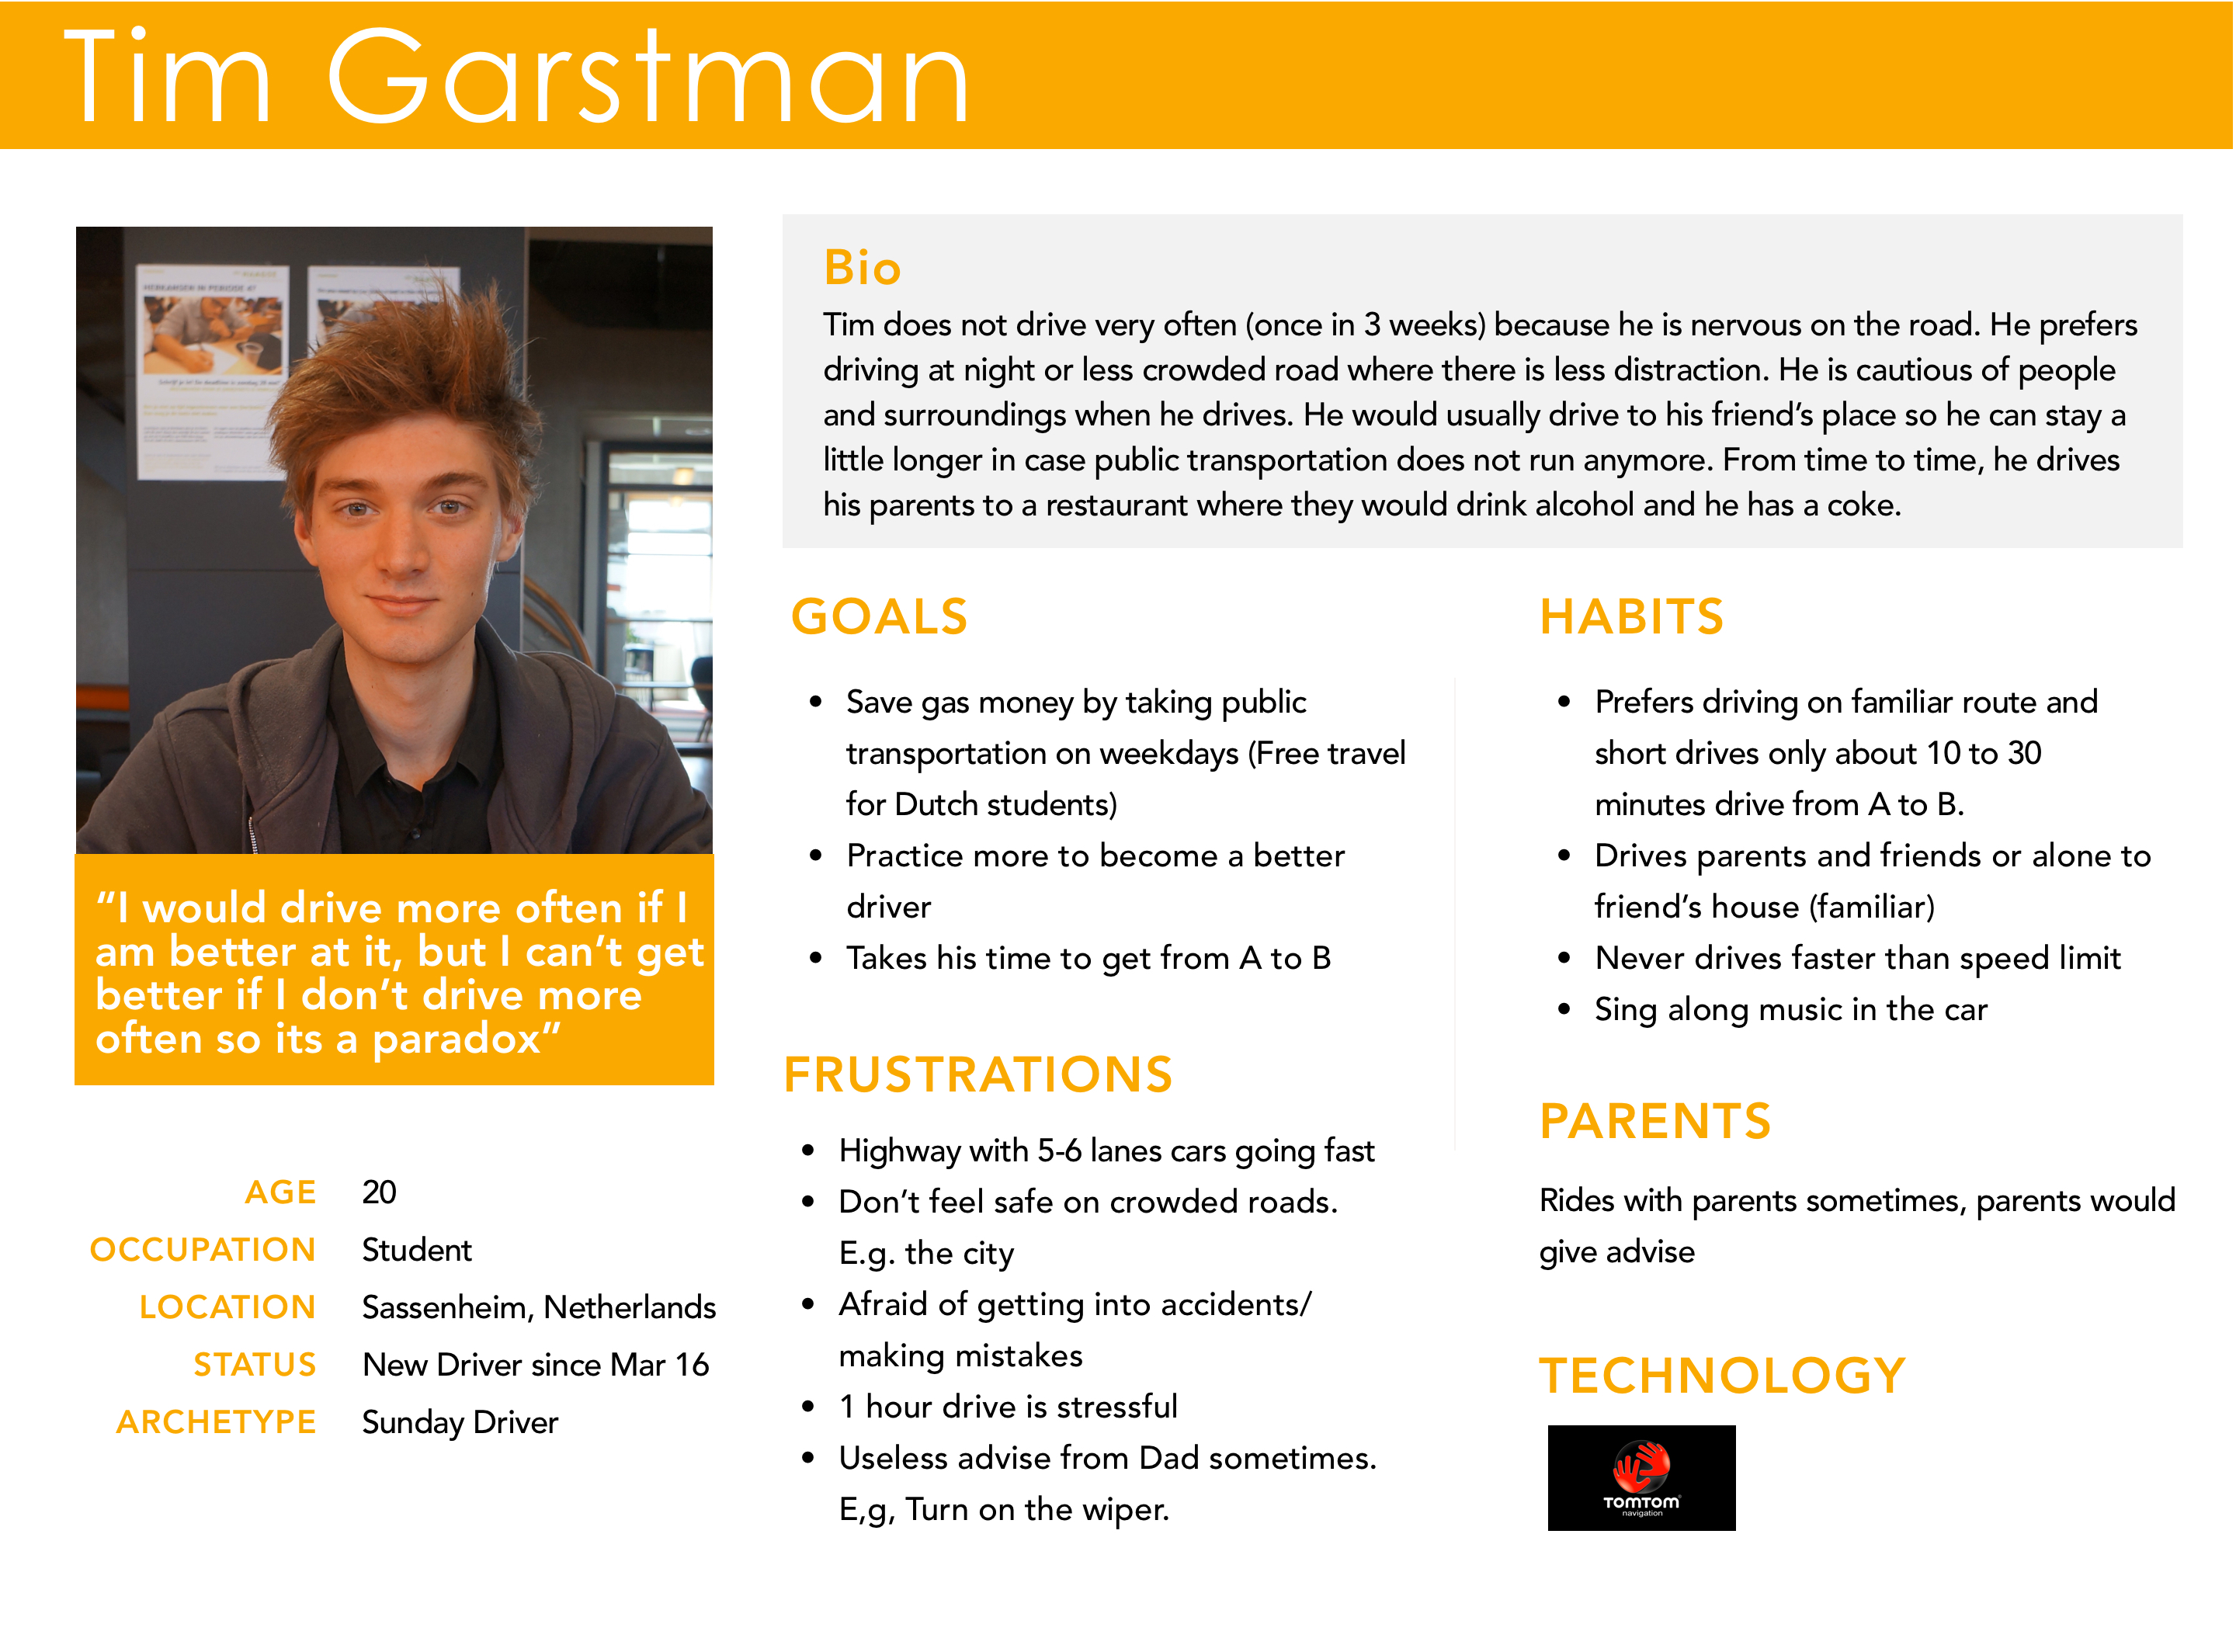 Tim Garstman
HERKANSEN IN PERIODE 4?
Bio
Tim does not drive very often (once in 3 weeks) because he is nervous on the road. He prefers
driving at night or less crowded road where there is less distraction. He is cautious of people
and surroundings when he drives. He would usually drive to his friend’s place so he can stay a
little longer in case public transportation does not run anymore. From time to time, he drives
his parents to a restaurant where they would drink alcohol and he has a coke.
“I would drive more often if I
am better at it, but I can’t get
better if I don’t drive more
often so its a paradox”
AGE 20
OCCUPATION Student
LOCATION Sassenheim, Netherlands
STATUS New Driver since Mar 16
ARCHETYPE Sunday Driver
GOALS
• Save gas money by taking public
transportation on weekdays (Free travel
for Dutch students)
• Practice more to become a better
driver
• Takes his time to get from A to B
FRUSTRATIONS
• Highway with 5-6 lanes cars going fast
• Don’t feel safe on crowded roads.
E.g. the city
• Afraid of getting into accidents/
making mistakes
• 1 hour drive is stressful
• Useless advise from Dad sometimes.
E,g, Turn on the wiper.
HABITS
• Prefers driving on familiar route and
short drives only about 10 to 30
minutes drive from A to B.
• Drives parents and friends or alone to
friend’s house (familiar)
• Never drives faster than speed limit
• Sing along music in the car
PARENTS
Rides with parents sometimes, parents would
give advise
TECHNOLOGY
TOMTOM®
navigation